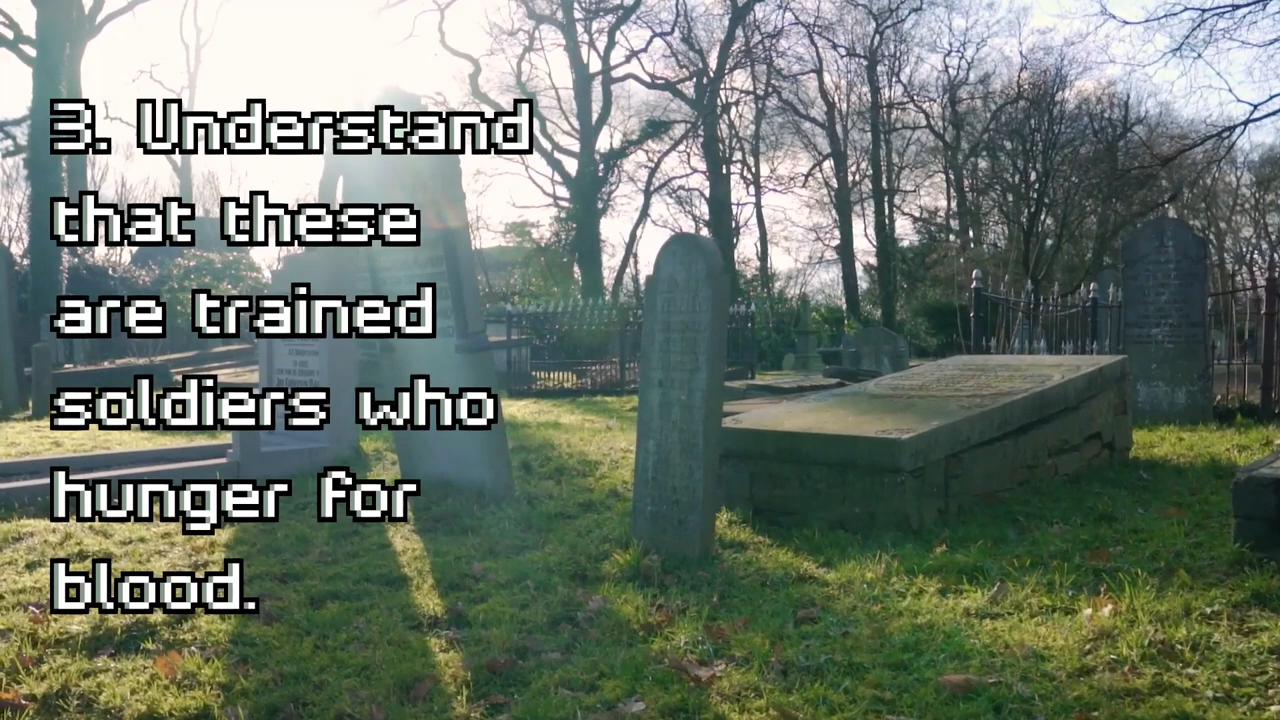 3. Understand
that these
are trained
soldiers who
hunger for
blood.